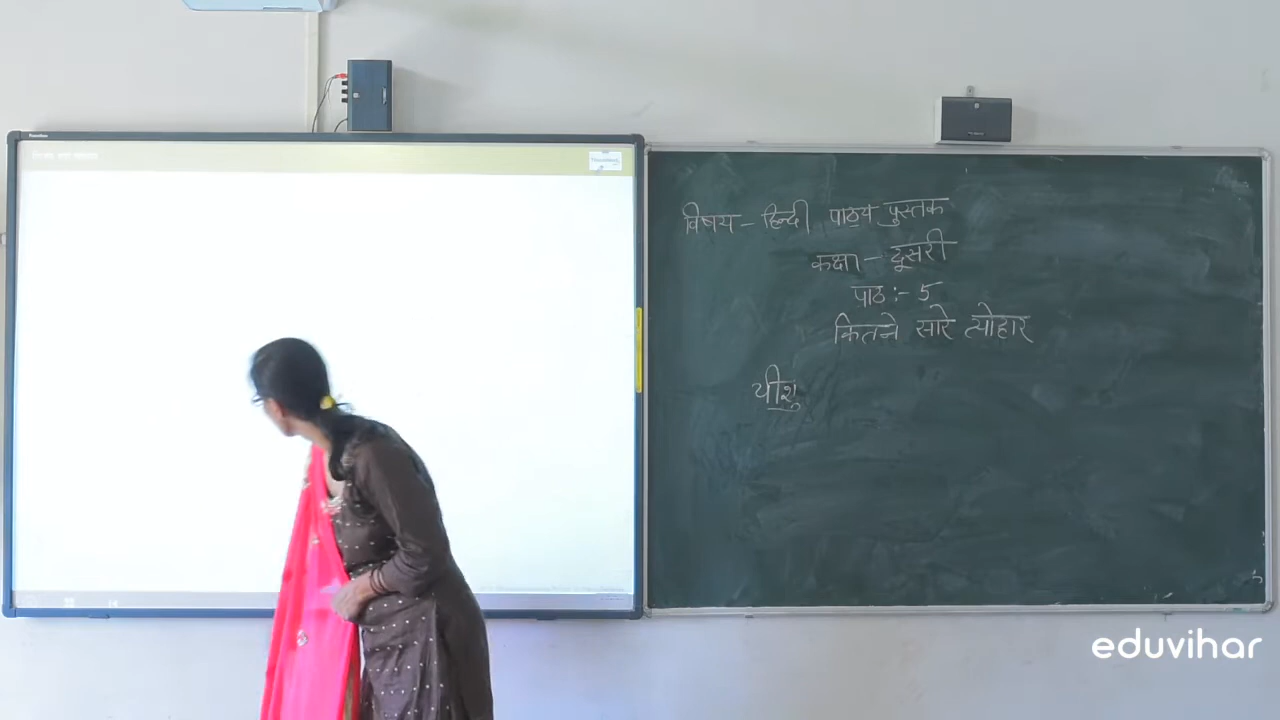 विषय - हिन्दी पाठ्य पुस्तक
कक्षा - दूसरी
पाठ :- 5
कितने सारे त्योहार
यीशु
eduvihar